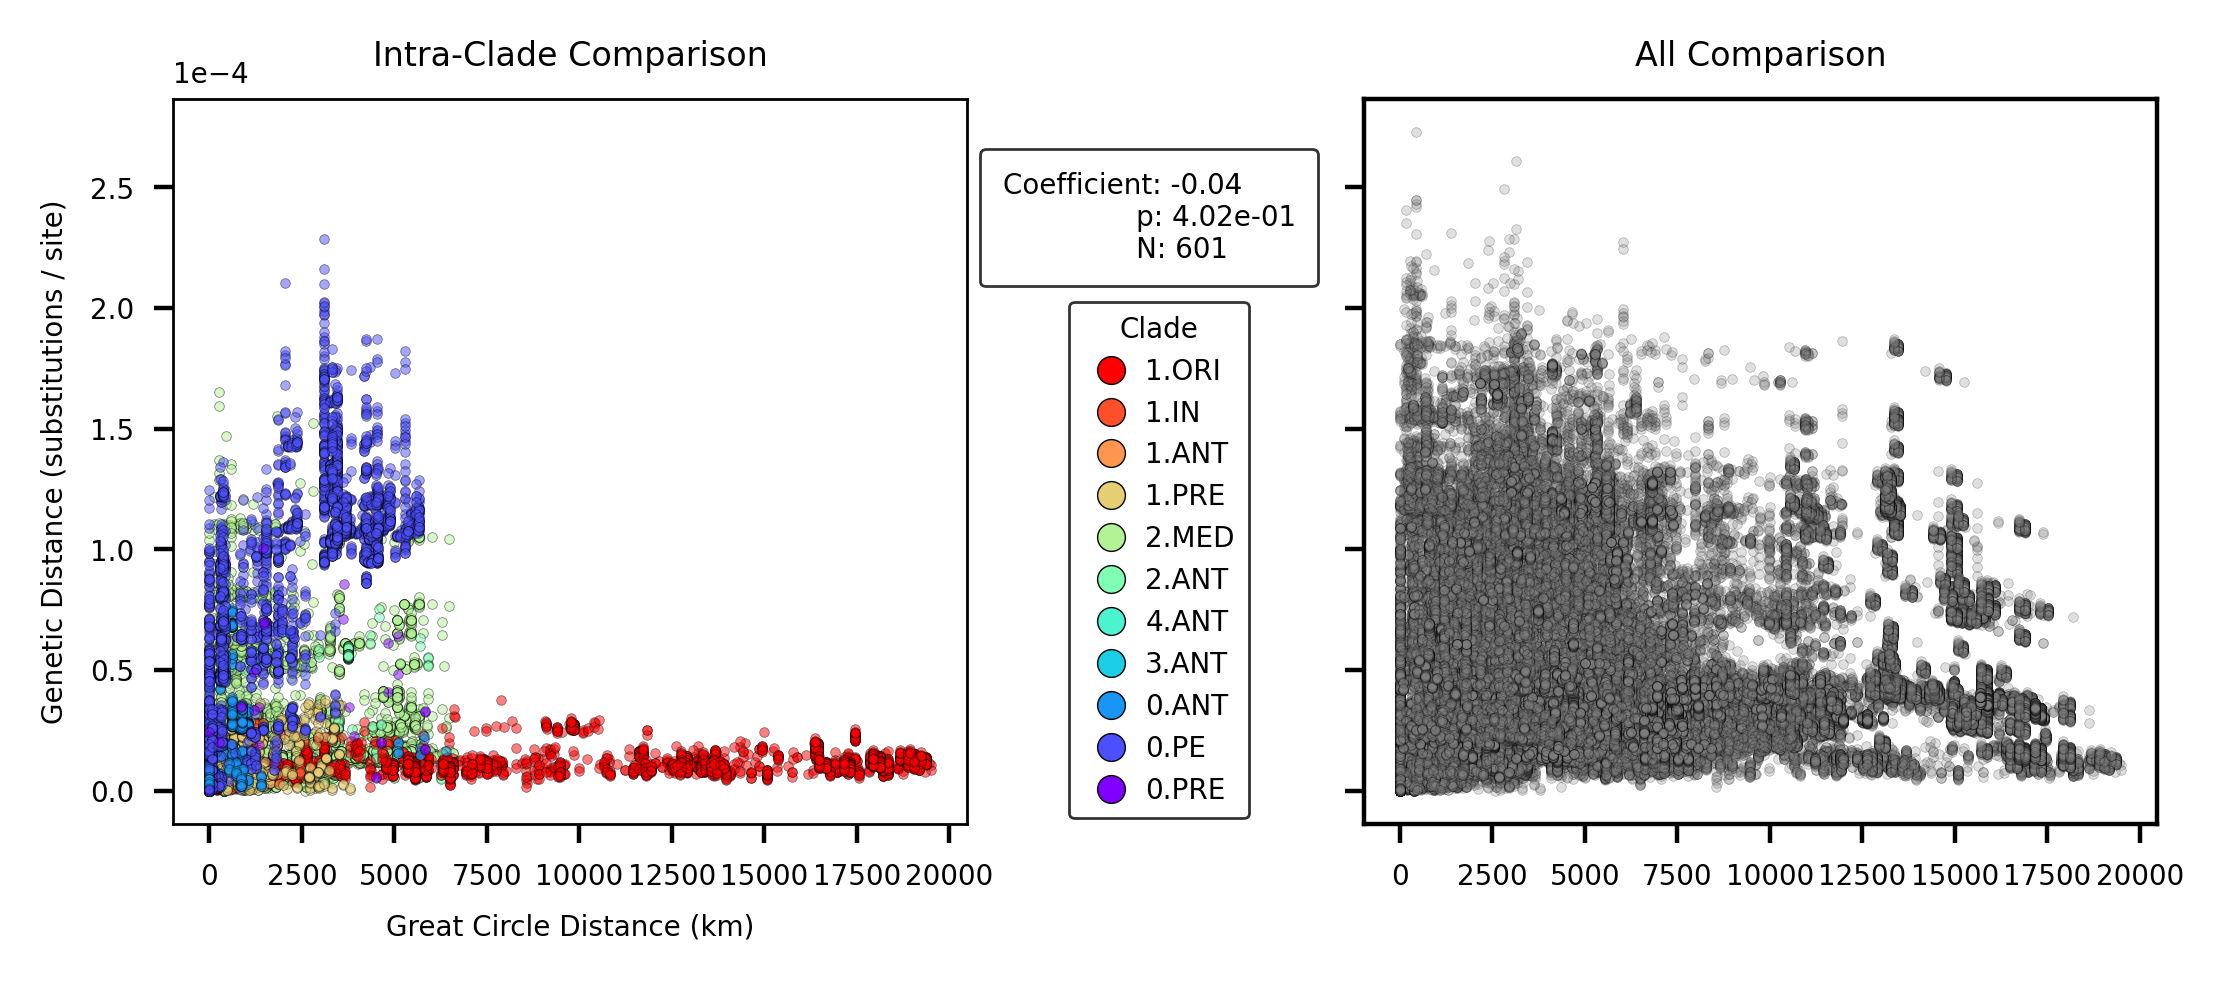 Intra-Clade Comparison
1e−4
2.5
2.0
1.5
1.0
0.5
0.0
Genetic Distance (substitutions / site)
0 2500 5000 7500 10000 12500 15000 17500 20000
Great Circle Distance (km)
Coefficient: -0.04
p: 4.02e-01
N: 601
Clade
1.ORI
1.IN
1.ANT
1.PRE
2.MED
2.ANT
4.ANT
3.ANT
0.ANT
0.PE
0.PRE
All Comparison
0 2500 5000 7500 10000 12500 15000 17500 20000